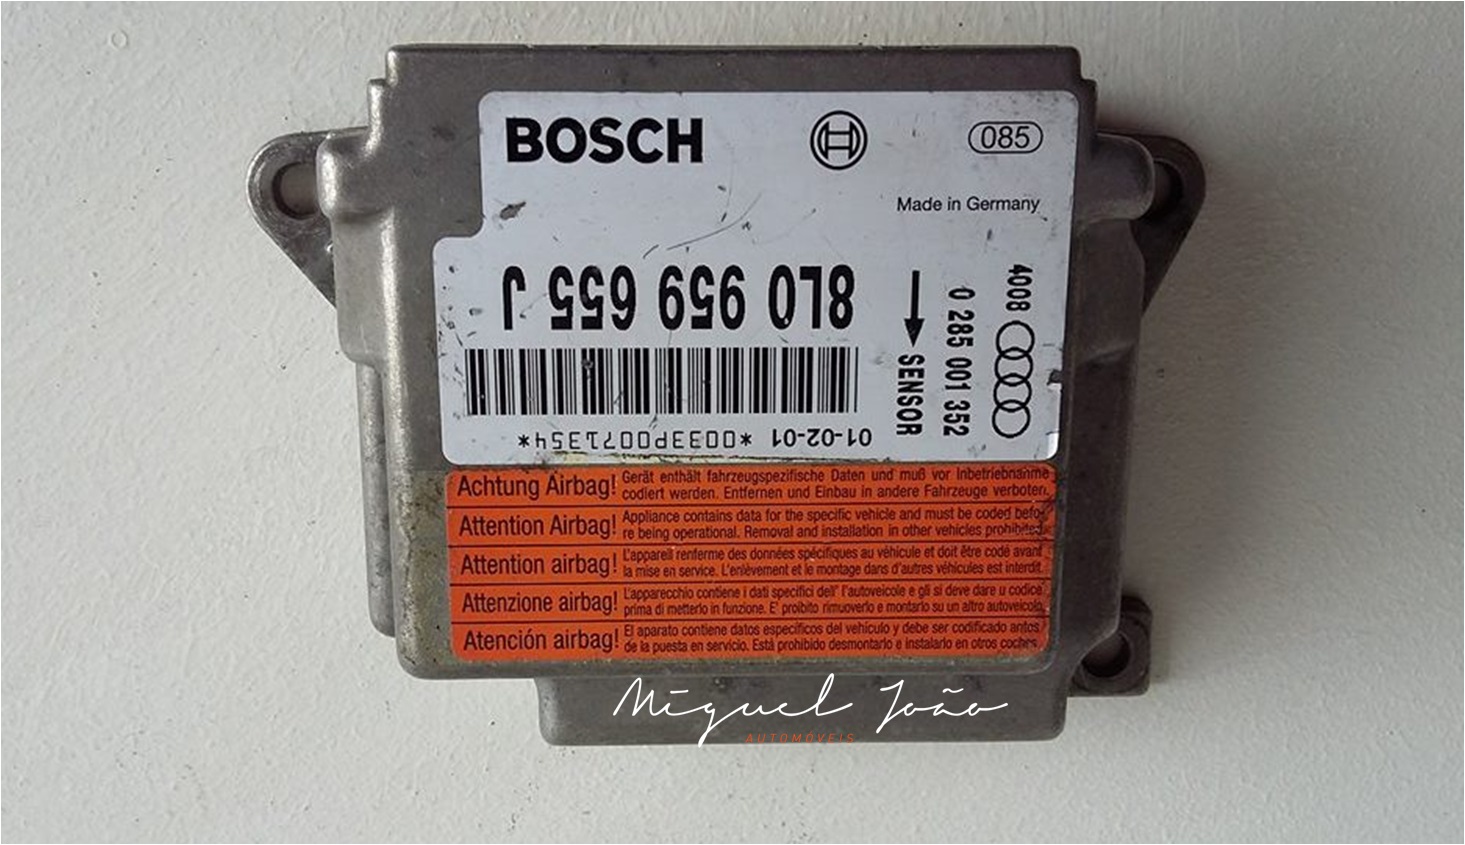 BOSCH
085
Made in Germany
8L0 959 655 J
4008
0 285 001 352
SENSOR
01-02-01 *0033P0071354*
Achtung Airbag! Gerät enthält fahrzeugspezifische Daten und muß vor Inbetriebnahme
codiert werden. Entfernen und Einbau in andere Fahrzeuge verboten.
Attention Airbag! Appliance contains data for the specific vehicle and must be coded befo-
re being operational. Removal and installation in other vehicles prohibited.
Attention airbag! L'appareil renferme des données spécifiques au véhicule et doit être codé avant
la mise en service. L'enlèvement et le montage dans d'autres véhicules est interdit.
Attenzione airbag! L'apparecchio contiene i dati specifici dell' l'autoveicole e gli si deve dare u codice
prima di metterlo in funzione. E' proibito rimuoverlo e montarlo su un altro autoveicolo.
Atención airbag! El aparato contiene datos específicos del vehículo y debe ser codificado antes
de la puesta en servicio. Está prohibido desmontarlo e instalarlo en otros coches.
Miguel João
AUTOMÓVEIS